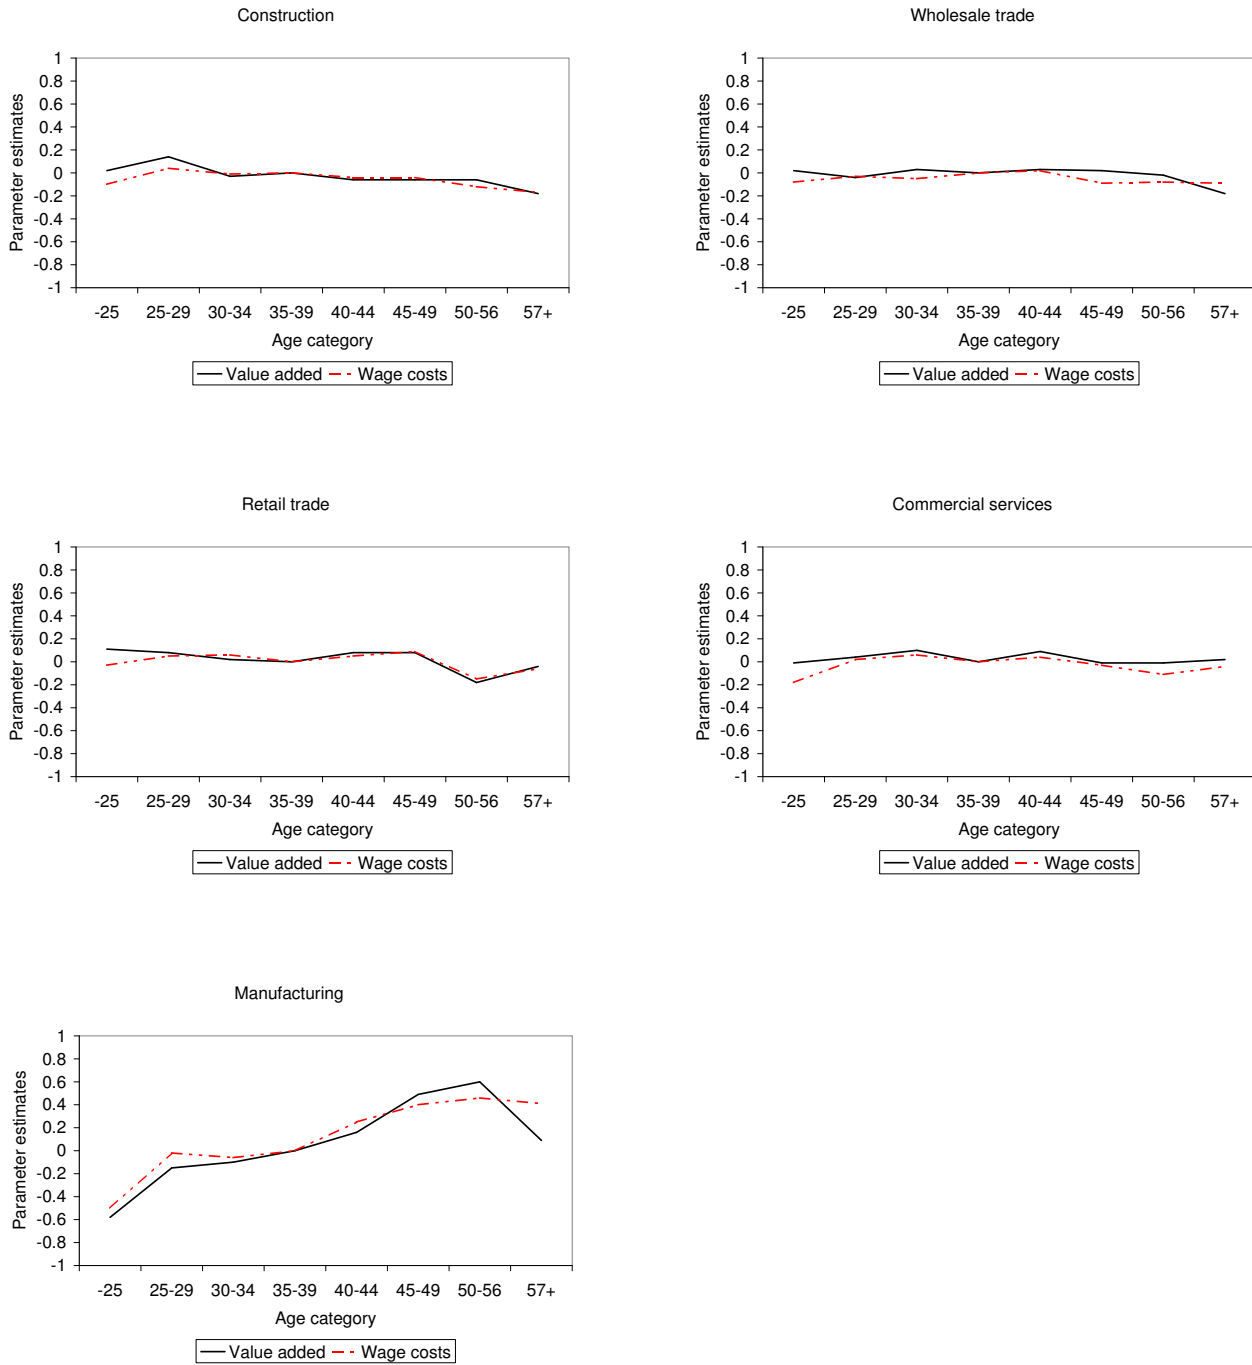 Construction
Parameter estimates
1
0.8
0.6
0.4
0.2
0
-0.2
-0.4
-0.6
-0.8
-1
-25 25-29 30-34 35-39 40-44 45-49 50-56 57+
Age category
Value added Wage costs
Wholesale trade
Parameter estimates
1
0.8
0.6
0.4
0.2
0
-0.2
-0.4
-0.6
-0.8
-1
-25 25-29 30-34 35-39 40-44 45-49 50-56 57+
Age category
Value added Wage costs
Retail trade
Parameter estimates
1
0.8
0.6
0.4
0.2
0
-0.2
-0.4
-0.6
-0.8
-1
-25 25-29 30-34 35-39 40-44 45-49 50-56 57+
Age category
Value added Wage costs
Commercial services
Parameter estimates
1
0.8
0.6
0.4
0.2
0
-0.2
-0.4
-0.6
-0.8
-1
-25 25-29 30-34 35-39 40-44 45-49 50-56 57+
Age category
Value added Wage costs
Manufacturing
Parameter estimates
1
0.8
0.6
0.4
0.2
0
-0.2
-0.4
-0.6
-0.8
-1
-25 25-29 30-34 35-39 40-44 45-49 50-56 57+
Age category
Value added Wage costs